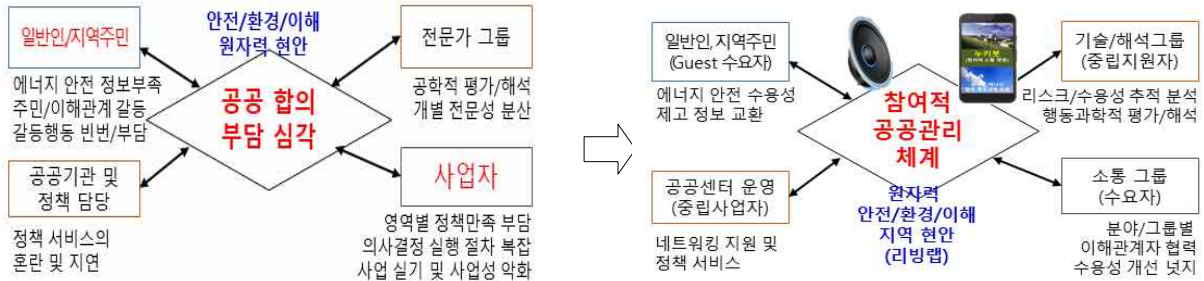 안전/환경/이해
원자력 현안
일반인/지역주민
전문가 그룹
에너지 안전 정보부족
주민/이해관계 갈등
갈등행동 빈번/부담
공학적 평가/해석
개별 전문성 분산
공공 합의
부담 심각
공공기관 및
정책 담당
사업자
정책 서비스의
혼란 및 지연
영역별 정책만족 부담
의사결정 실행 절차 복잡
사업 실기 및 사업성 악화
일반인, 지역주민
(Guest 수요자)
누키봇
기술/해석그룹
(중립지원자)
에너지 안전 수용성
제고 정보 교환
리스크/수용성 추적 분석
행동과학적 평가/해석
참여적
공공관리
체계
공공센터 운영
(중립사업자)
소통 그룹
(수요자)
원자력
안전/환경/이해
지역 현안
(리빙랩)
네트워킹 지원 및
정책 서비스
분야/그룹별
이해관계자 협력
수용성 개선 넛지